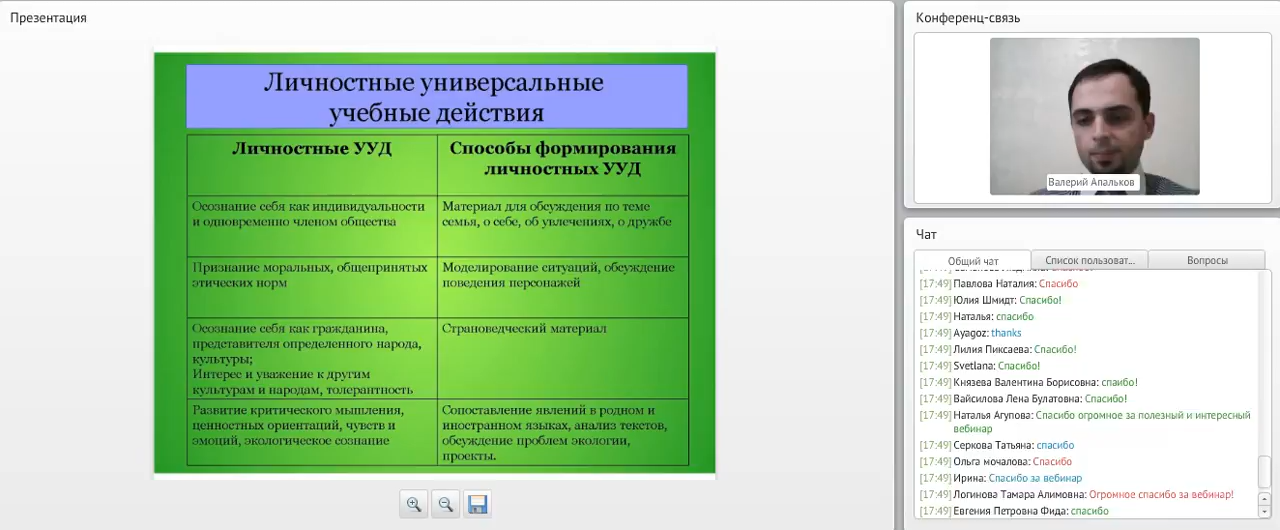 Презентация
Личностные универсальные
учебные действия
Личностные УУД
Способы формирования
личностных УУД
Осознание себя как индивидуальности
и одновременно членом общества
Материал для обсуждения по теме
семья, о себе, об увлечениях, о дружбе
Признание моральных, общепринятых
этических норм
Моделирование ситуаций, обсуждение
поведения персонажей
Осознание себя как гражданина,
представителя определенного народа,
культуры;
Интерес и уважение к другим
культурам и народам, толерантность
Страноведческий материал
Развитие критического мышления,
ценностных ориентаций, чувств и
эмоций, экологическое сознание
Сопоставление явлений в родном и
иностранном языках, анализ текстов,
обсуждение проблем экологии,
проекты.
Конференц-связь
Валерий Апальков
Чат
Общий чат
Список пользоват...
Вопросы
[17:49] Павлова Наталия: Спасибо
[17:49] Юлия Шмидт: Спасибо!
[17:49] Наталья: спасибо
[17:49] Ayagoz: thanks
[17:49] Лилия Пиксаева: Спасибо!
[17:49] Svetlana: Спасибо!
[17:49] Князева Валентина Борисовна: спаибо!
[17:49] Вайсилова Лена Булатовна: Спасибо!
[17:49] Наталья Агупова: Спасибо огромное за полезный и интересный
вебинар
[17:49] Серкова Татьяна: спасибо
[17:49] Ольга мочалова: Спасибо
[17:49] Ирина: Спасибо за вебинар
[17:49] Логинова Тамара Алимовна: Огромное спасибо за вебинар!
[17:49] Евгения Петровна Фида: спасибо